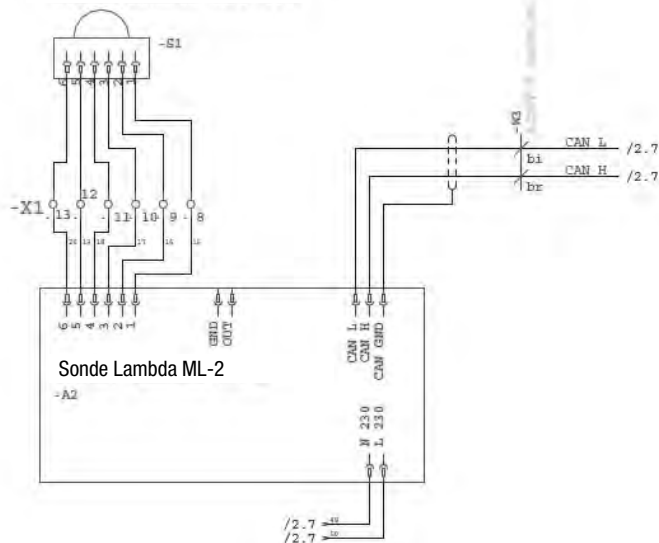 -S1
6 5 4 3 2 1
-W3
CAN L /2.7
bi
CAN H /2.7
br
12
-X1 13 11 10 9 8
6 5 4 3 2 1 GND OUT CAN L CAN H CAN GND
Sonde Lambda ML-2
-A2
N 230 L 230
/2.7
/2.7